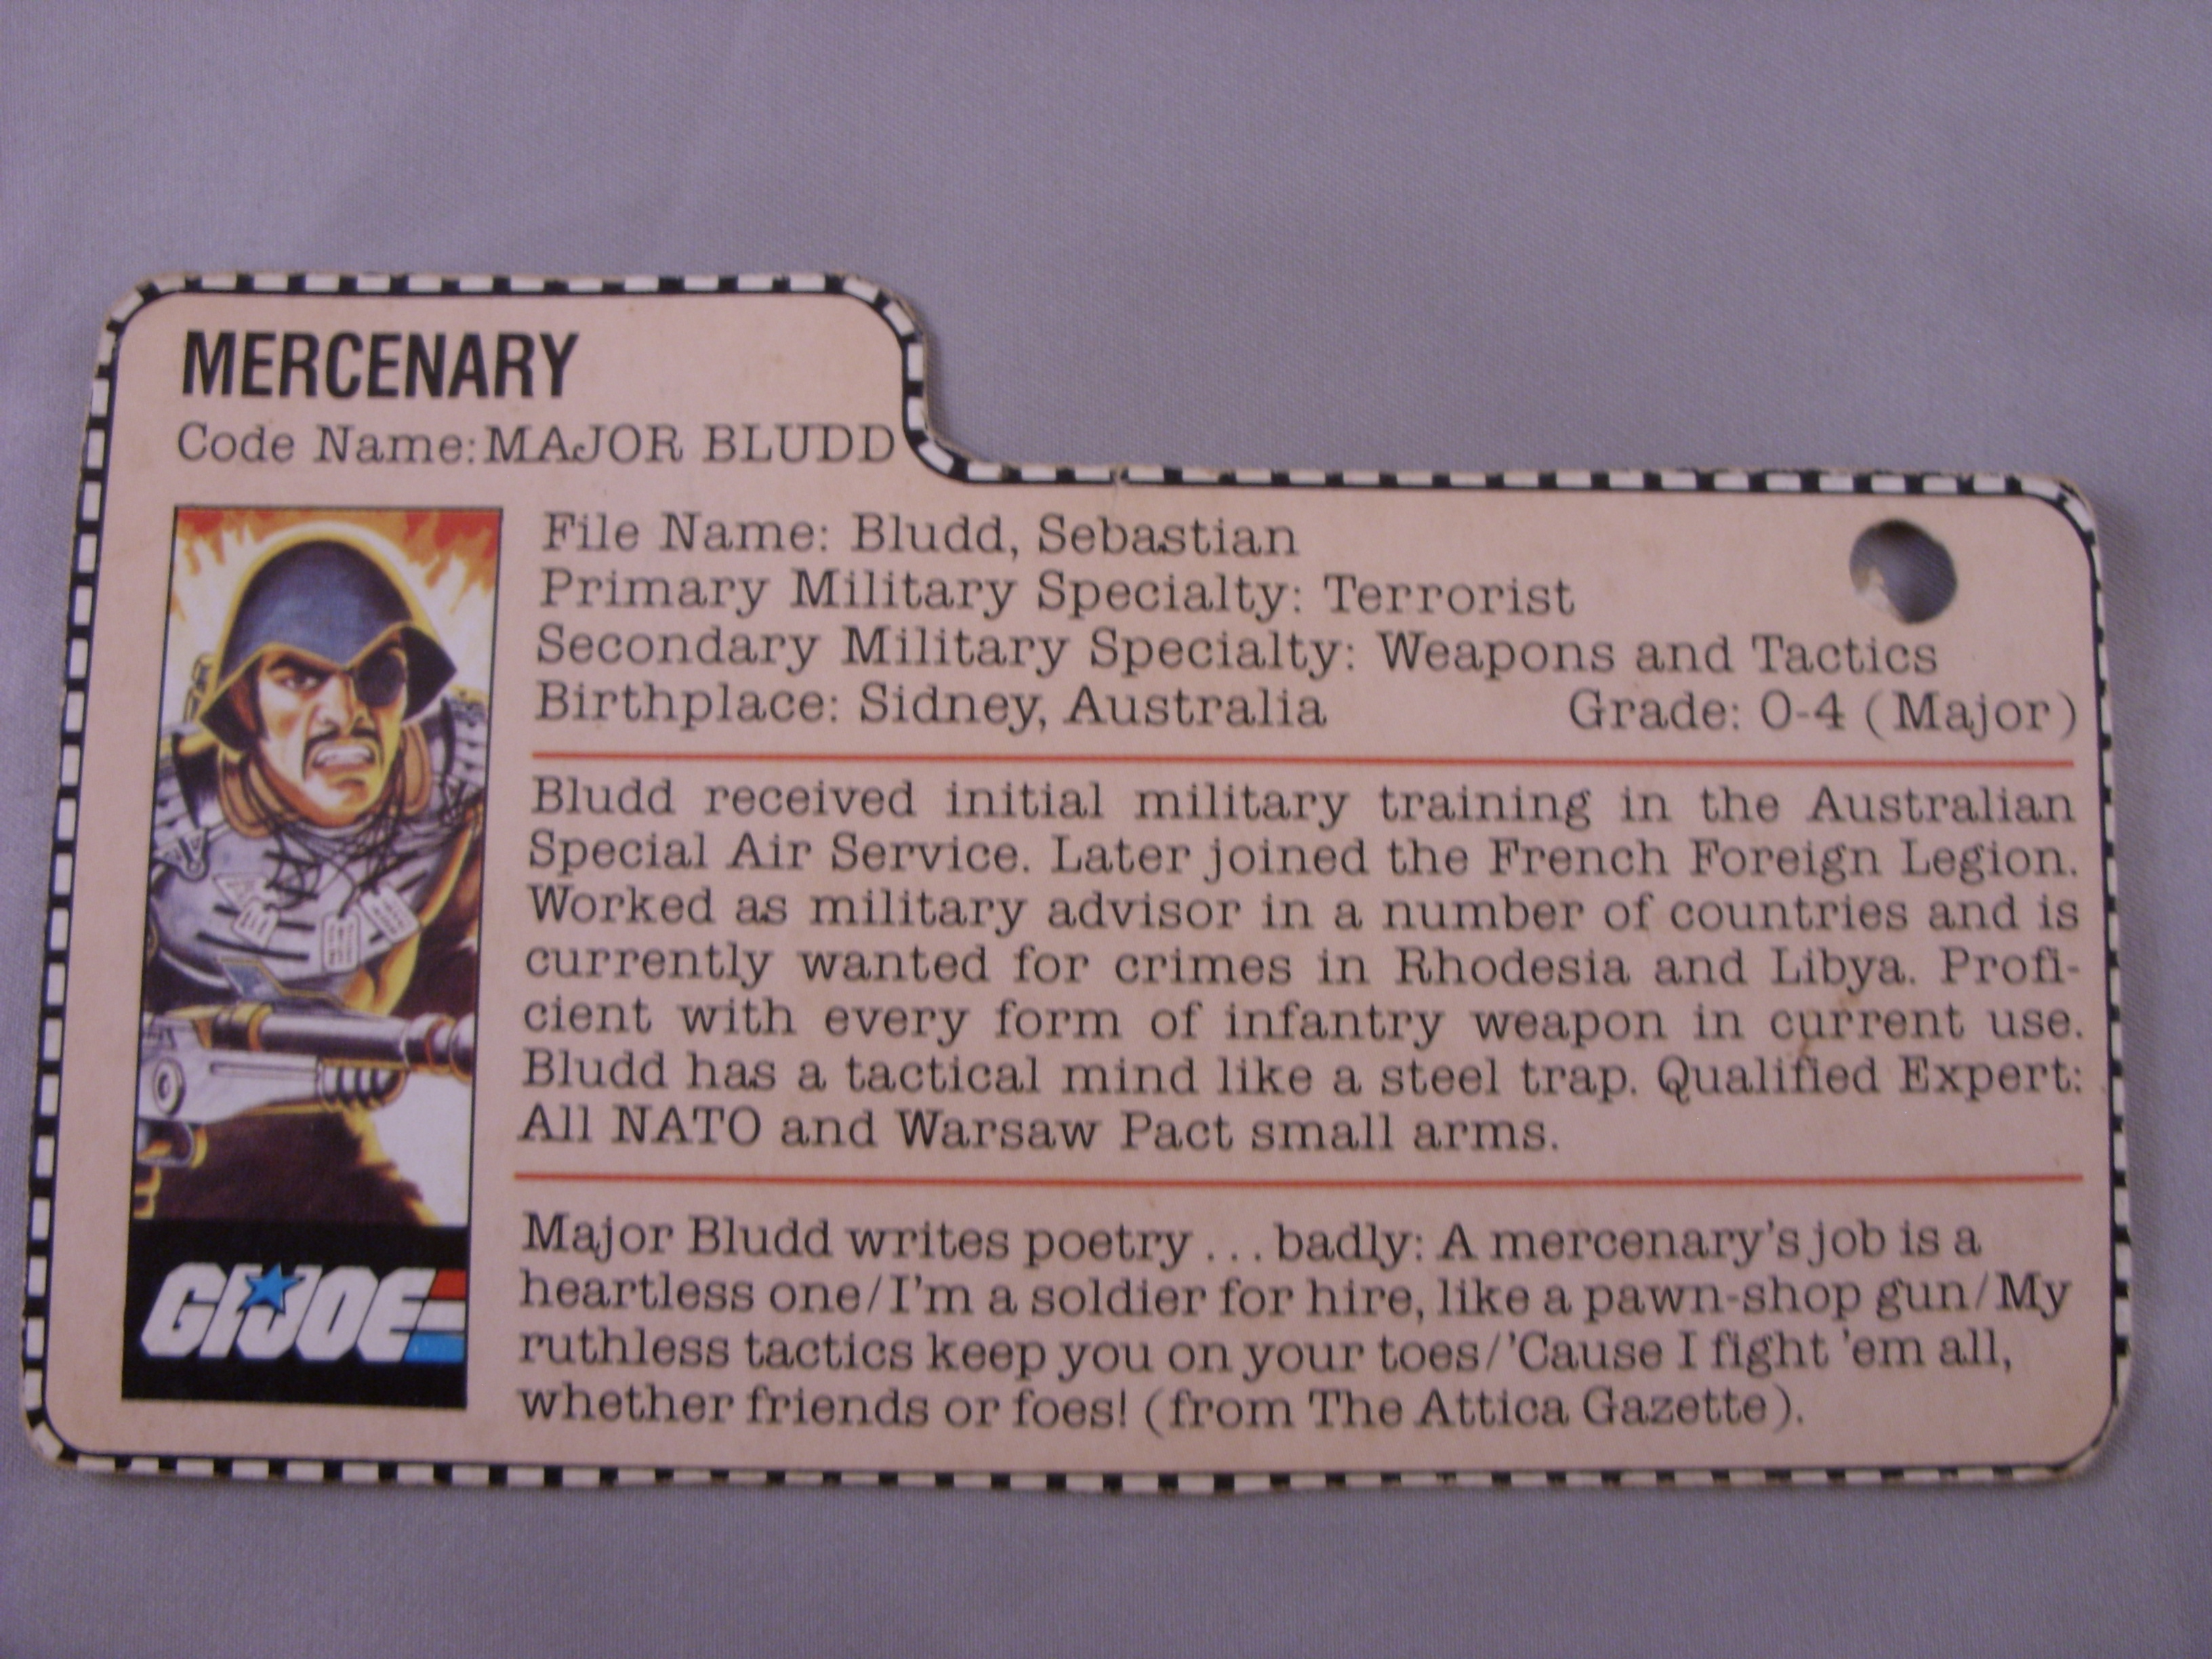 MERCENARY
Code Name: MAJOR BLUDD
File Name: Bludd, Sebastian
Primary Military Specialty: Terrorist
Secondary Military Specialty: Weapons and Tactics
Birthplace: Sidney, Australia Grade: O-4 (Major)
Bludd received initial military training in the Australian
Special Air Service. Later joined the French Foreign Legion.
Worked as military advisor in a number of countries and is
currently wanted for crimes in Rhodesia and Libya. Profi-
cient with every form of infantry weapon in current use.
Bludd has a tactical mind like a steel trap. Qualified Expert:
All NATO and Warsaw Pact small arms.
Major Bludd writes poetry ... badly: A mercenary's job is a
heartless one/I'm a soldier for hire, like a pawn-shop gun/My
ruthless tactics keep you on your toes/'Cause I fight 'em all,
whether friends or foes! (from The Attica Gazette).
GI JOE